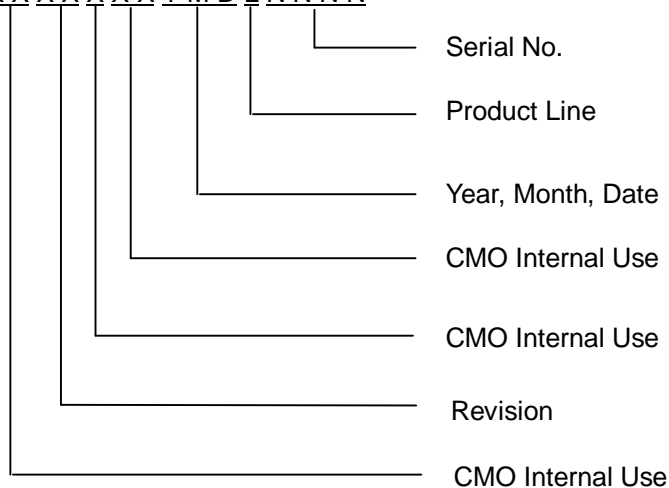 Serial No.
Product Line
Year, Month, Date
CMO Internal Use
CMO Internal Use
Revision
CMO Internal Use